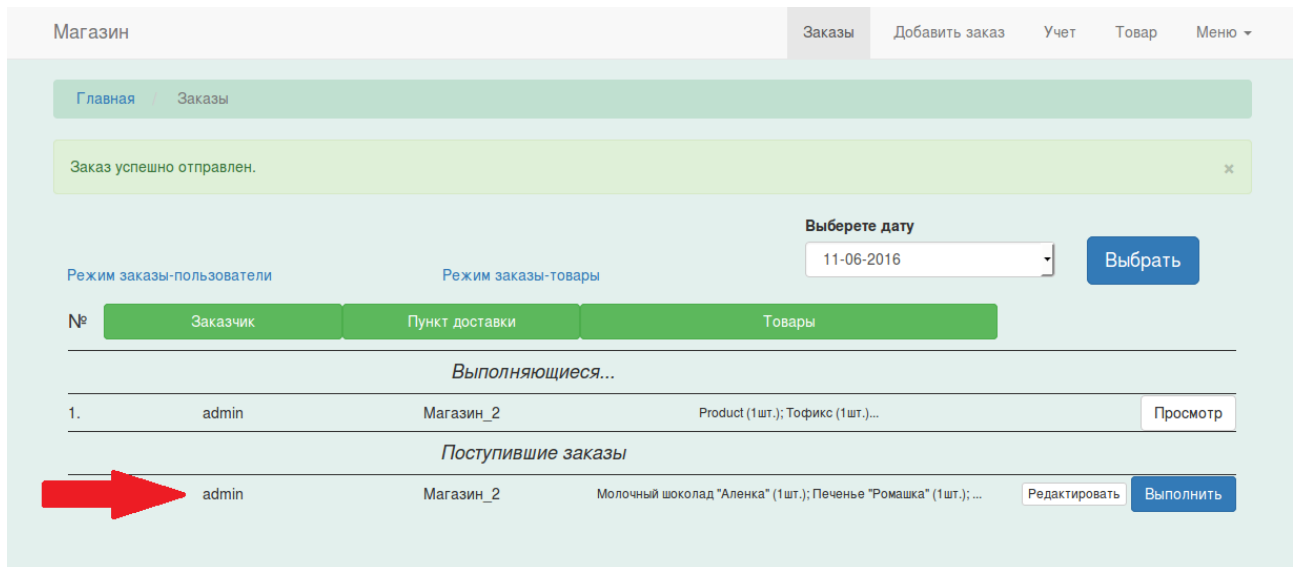 Магазин Заказы Добавить заказ Учет Товар Меню
Главная / Заказы
Заказ успешно отправлен. ×
Выберете дату
11-06-2016 Выбрать
Режим заказы-пользователи Режим заказы-товары
№ Заказчик Пункт доставки Товары
Выполняющиеся...
1. admin Магазин_2 Product (1шт.); Тофикс (1шт.)... Просмотр
Поступившие заказы
admin Магазин_2 Молочный шоколад "Аленка" (1шт.); Печенье "Ромашка" (1шт.); ... Редактировать Выполнить